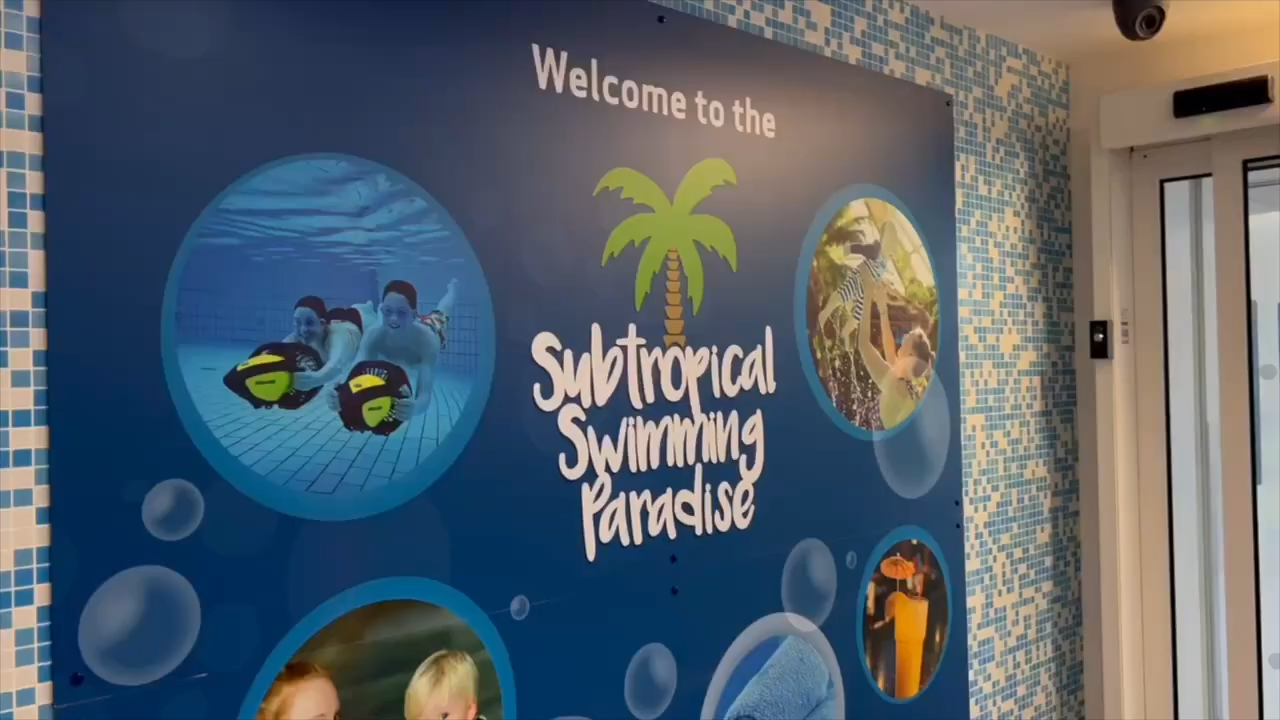 Welcome to the
Subtropical
Swimming
Paradise